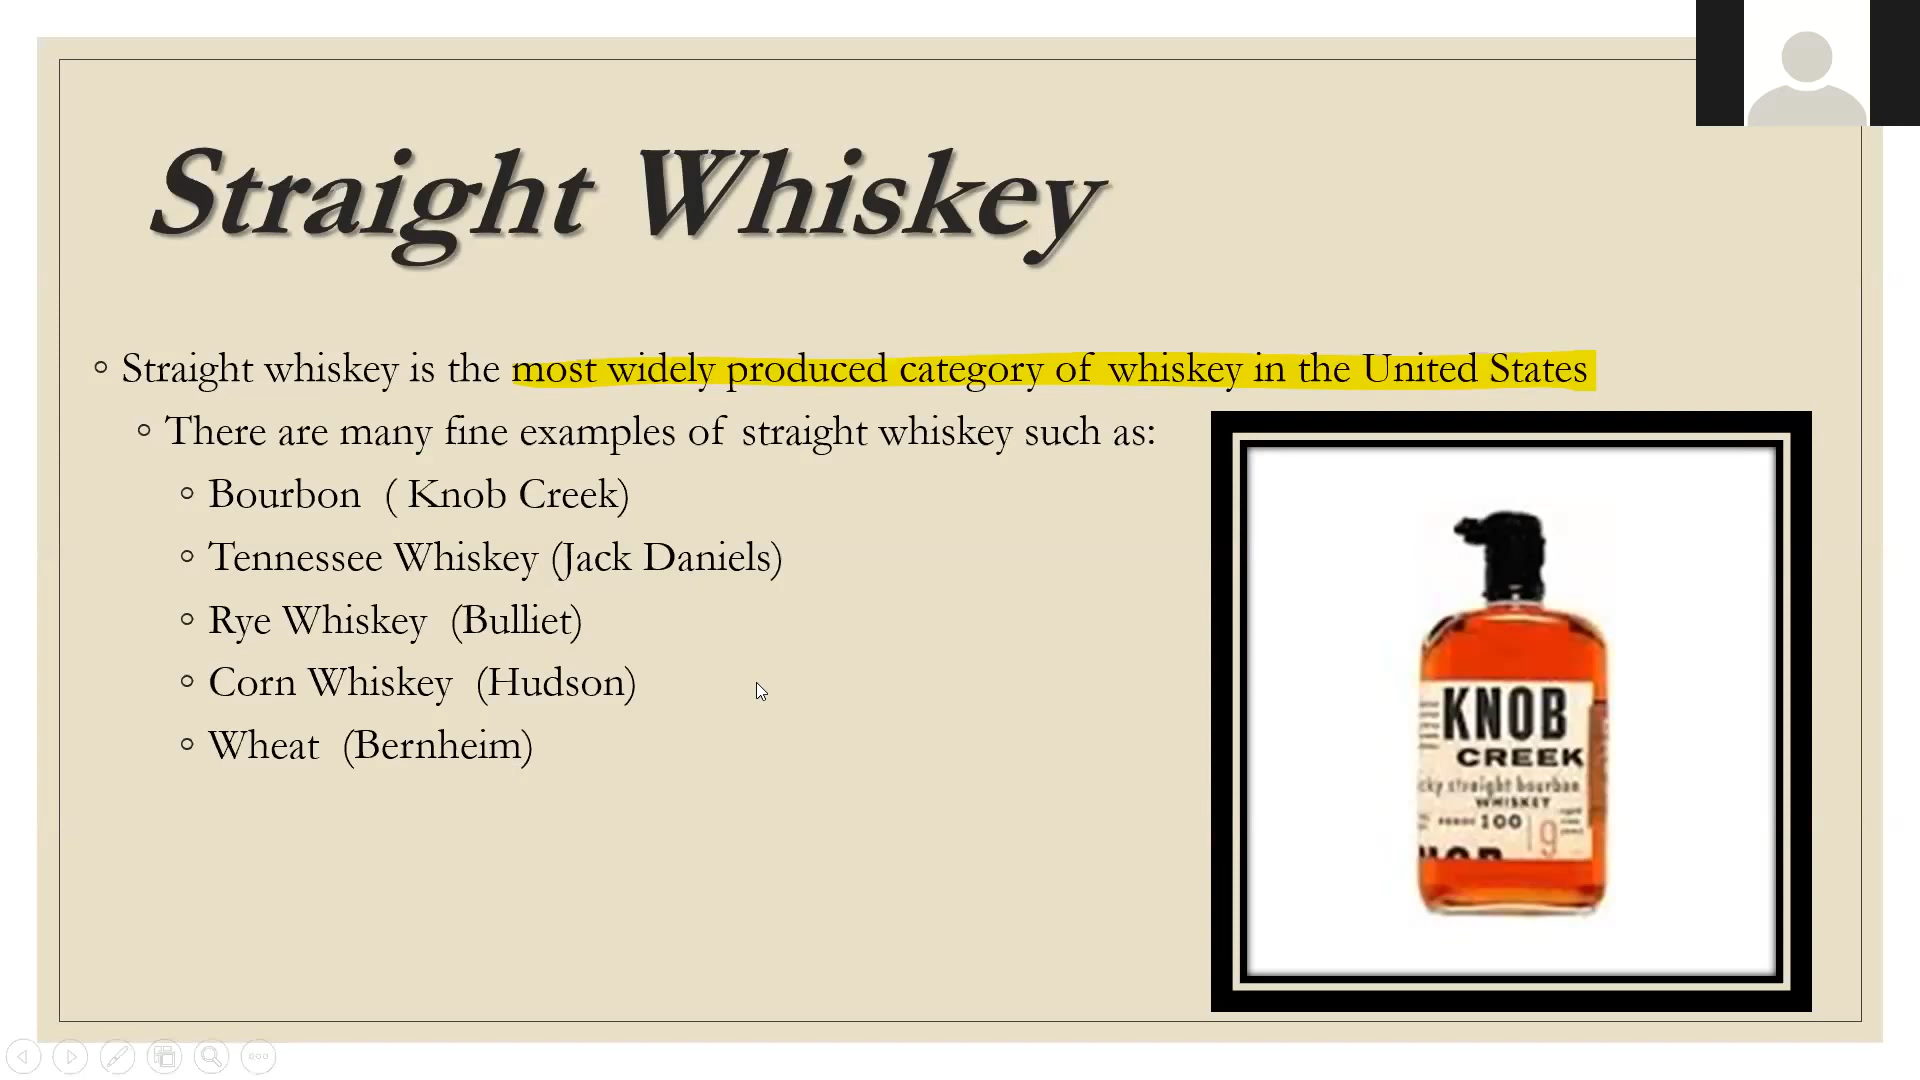 Straight Whiskey
Straight whiskey is the most widely produced category of whiskey in the United States
There are many fine examples of straight whiskey such as:
Bourbon ( Knob Creek)
Tennessee Whiskey (Jack Daniels)
Rye Whiskey (Bulliet)
Corn Whiskey (Hudson)
Wheat (Bernheim)
KNOB
CREEK
straight bourbon
WHISKEY
100
9